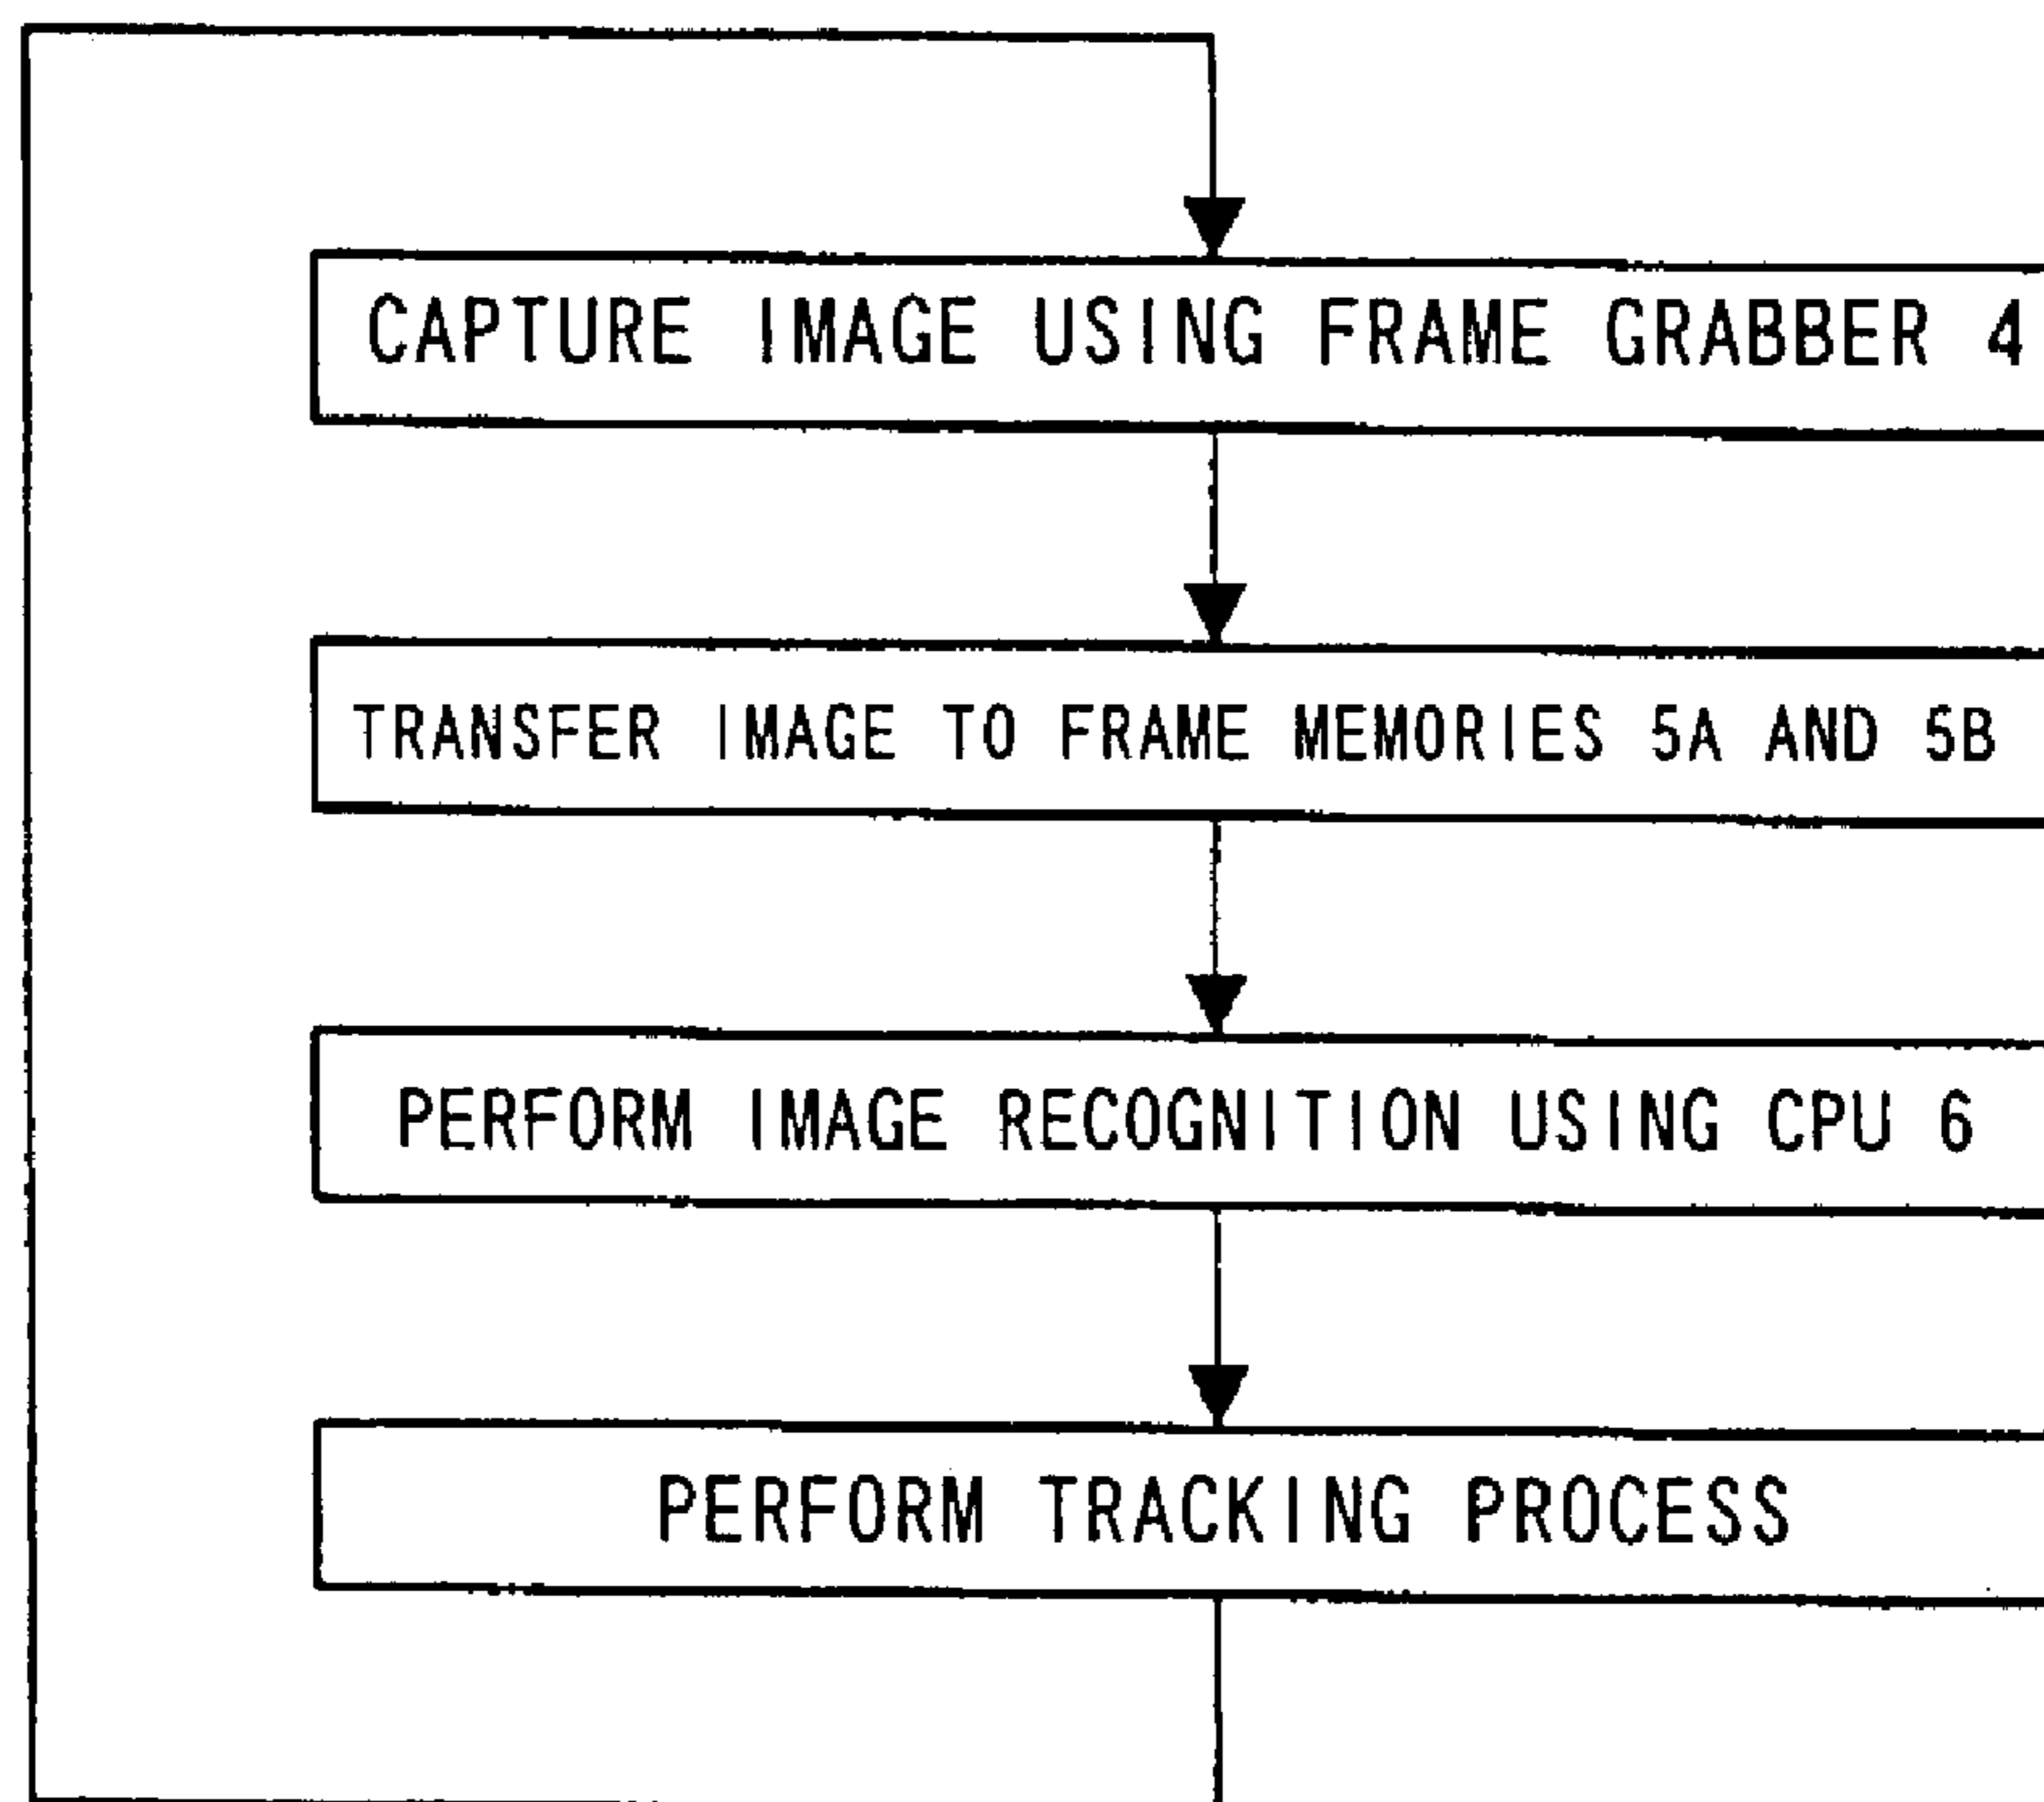 CAPTURE IMAGE USING FRAME GRABBER 4
TRANSFER IMAGE TO FRAME MEMORIES 5A AND 5B
PERFORM IMAGE RECOGNITION USING CPU 6
PERFORM TRACKING PROCESS